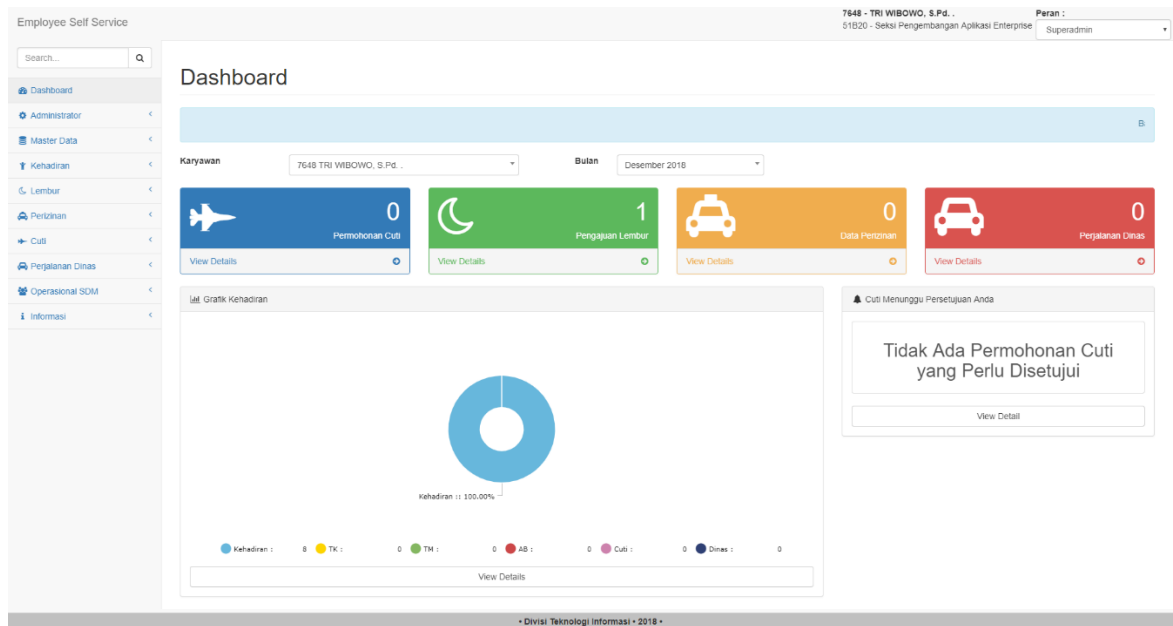 Employee Self Service
7648 - TRI WIBOWO, S.Pd. .
51B20 - Seksi Pengembangan Aplikasi Enterprise
Peran :
Superadmin
Search...
Dashboard
Administrator
Master Data
Kehadiran
Lembur
Perizinan
Cuti
Perjalanan Dinas
Operasional SDM
Informasi
Dashboard
Karyawan
7648 TRI WIBOWO, S.Pd. .
Bulan
Desember 2018
0
Permohonan Cuti
View Details
1
Pengajuan Lembur
View Details
0
Data Perizinan
View Details
0
Perjalanan Dinas
View Details
Grafik Kehadiran
Kehadiran :: 100.00%
Kehadiran : 8 TK : 0 TM : 0 AB : 0 Cuti : 0 Dinas : 0
View Details
Cuti Menunggu Persetujuan Anda
Tidak Ada Permohonan Cuti
yang Perlu Disetujui
View Detail
• Divisi Teknologi Informasi • 2018 •